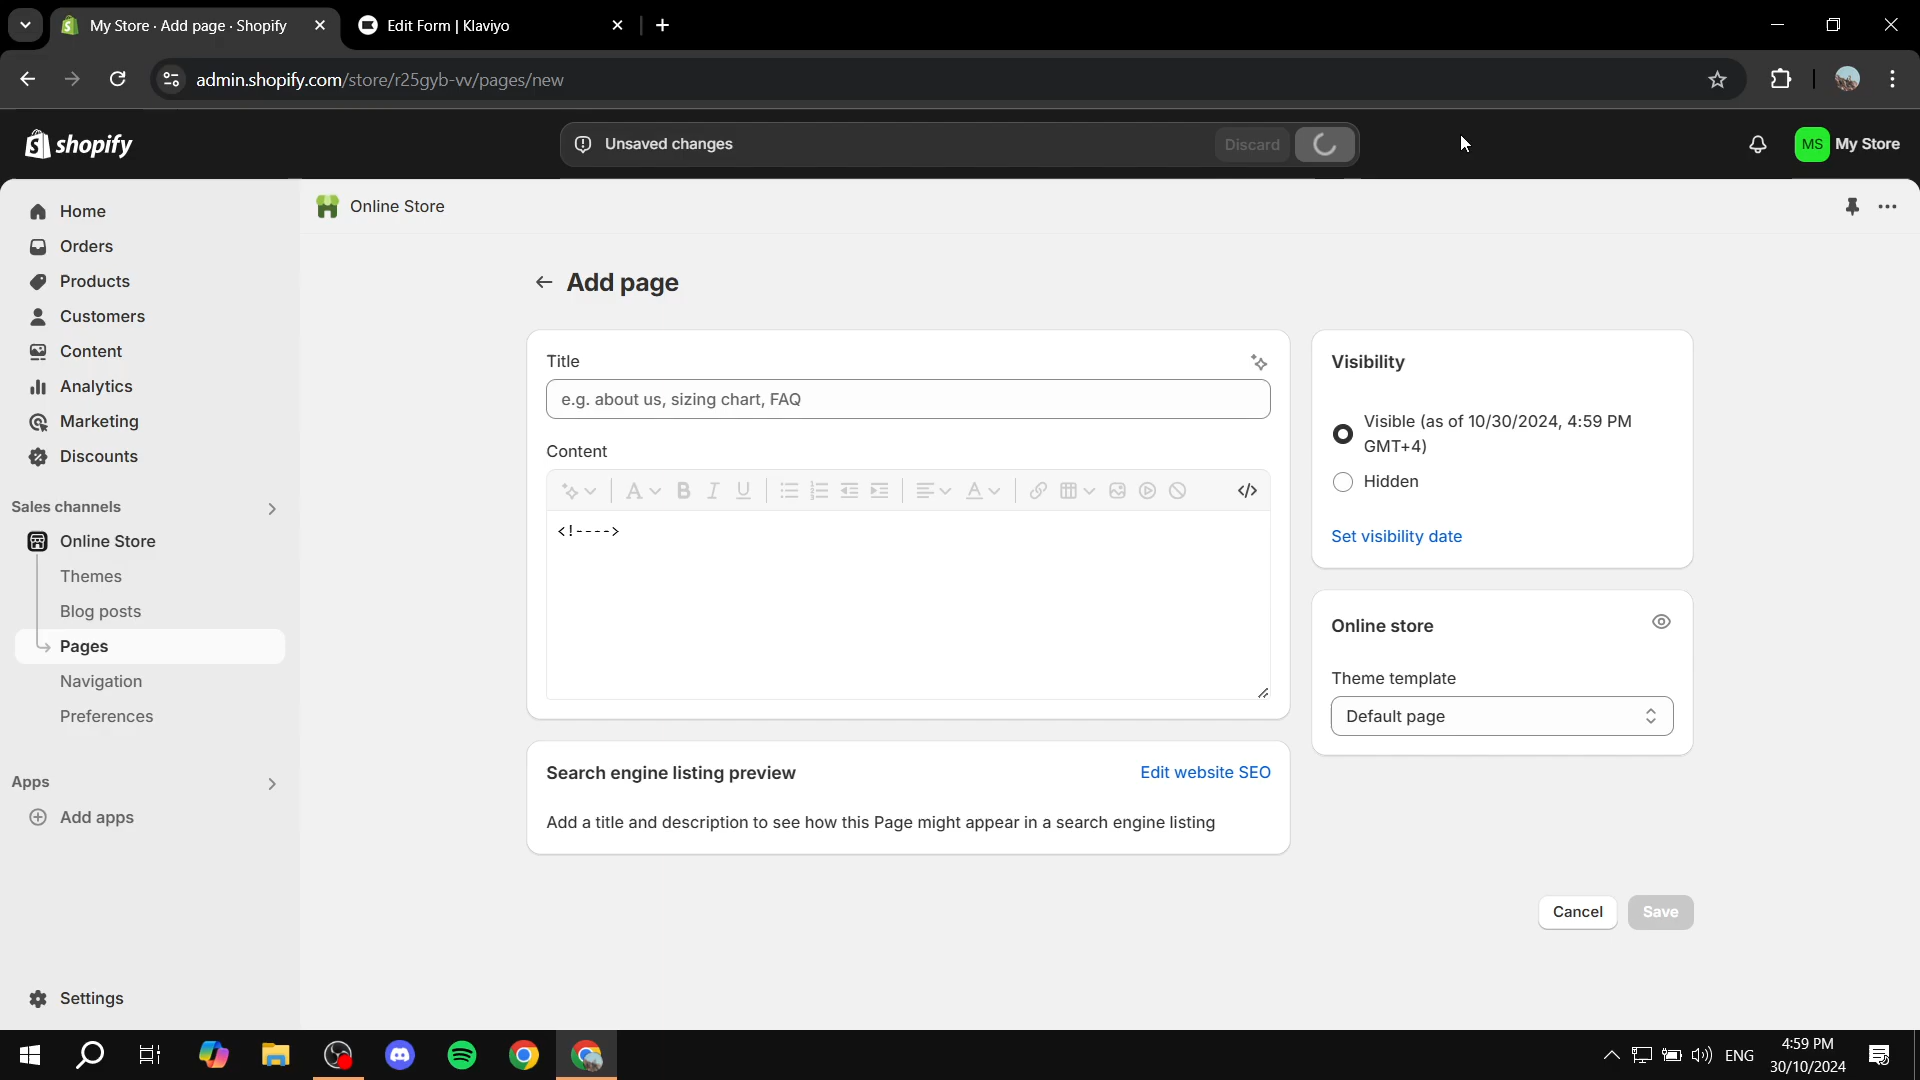 My Store · Add page · Shopify
Edit Form | Klaviyo
admin.shopify.com/store/r25gyb-vv/pages/new
shopify
Unsaved changes
Discard
MS
My Store
Home
Orders
Products
Customers
Content
Analytics
Marketing
Discounts
Sales channels
Online Store
Themes
Blog posts
Pages
Navigation
Preferences
Apps
Add apps
Settings
Online Store
Add page
Title
e.g. about us, sizing chart, FAQ
Content
<!---->
Search engine listing preview
Edit website SEO
Add a title and description to see how this Page might appear in a search engine listing
Visibility
Visible (as of 10/30/2024, 4:59 PM
GMT+4)
Hidden
Set visibility date
Online store
Theme template
Default page
Cancel
Save
ENG
4:59 PM
30/10/2024